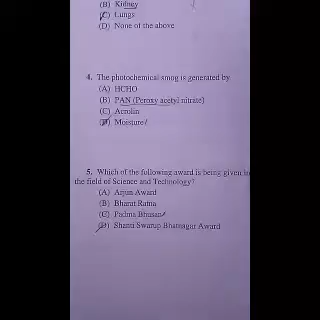 (B) Kidney
(C) Lungs
(D) None of the above
4. The photochemical smog is generated by
(A) HCHO
(B) PAN (Peroxy acetyl nitrate)
(C) Acrolin
(D) Moisture
5. Which of the following award is being given in
the field of Science and Technology?
(A) Arjun Award
(B) Bharat Ratna
(C) Padma Bhusan
(D) Shanti Swarup Bhatnagar Award